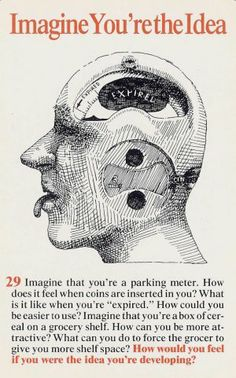 Imagine You're the Idea
EXPIRED
29 Imagine that you're a parking meter. How
does it feel when coins are inserted in you? What
is it like when you're "expired." How could you
be easier to use? Imagine that you're a box of cer-
eal on a grocery shelf. How can you be more at-
tractive? What can you do to force the grocer to
give you more shelf space? How would you feel
if you were the idea you're developing?